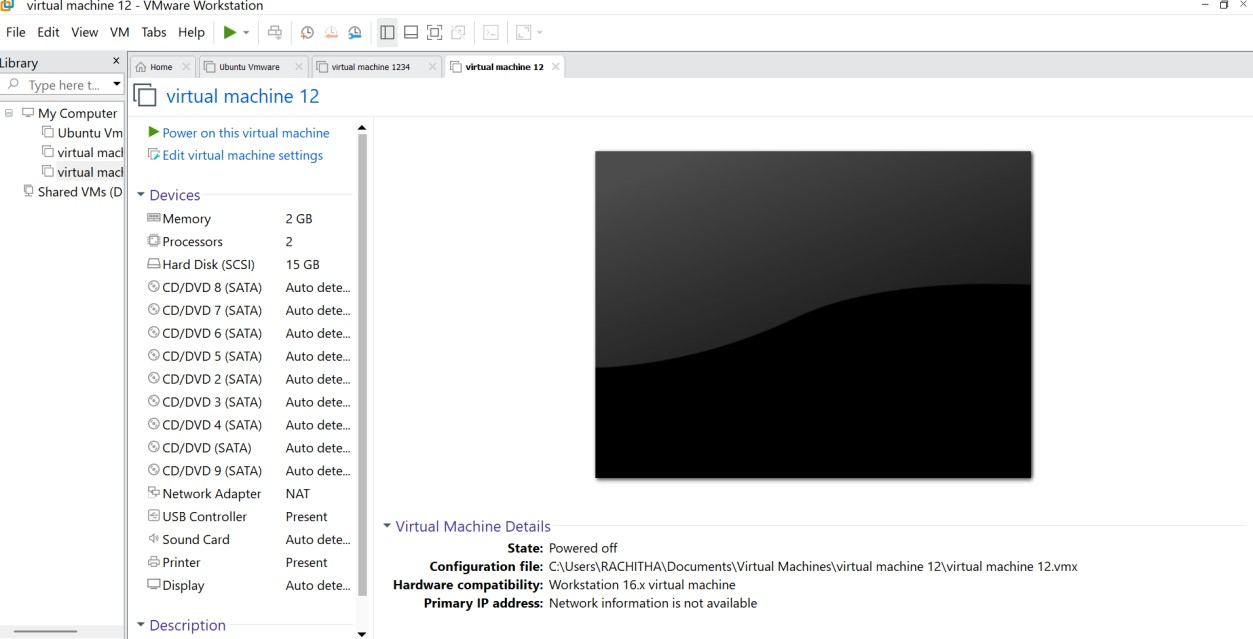 virtual machine 12 - VMware Workstation
File Edit View VM Tabs Help
Library
Type here t...
My Computer
Ubuntu Vm
virtual mach
virtual mach
Shared VMs (D
Home
Ubuntu Vmware
virtual machine 1234
virtual machine 12
virtual machine 12
Power on this virtual machine
Edit virtual machine settings
Devices
Memory 2 GB
Processors 2
Hard Disk (SCSI) 15 GB
CD/DVD 8 (SATA) Auto dete...
CD/DVD 7 (SATA) Auto dete...
CD/DVD 6 (SATA) Auto dete...
CD/DVD 5 (SATA) Auto dete...
CD/DVD 2 (SATA) Auto dete...
CD/DVD 3 (SATA) Auto dete...
CD/DVD 4 (SATA) Auto dete...
CD/DVD (SATA) Auto dete...
CD/DVD 9 (SATA) Auto dete...
Network Adapter NAT
USB Controller Present
Sound Card Auto dete...
Printer Present
Display Auto dete...
Description
Virtual Machine Details
State: Powered off
Configuration file: C:\Users\RACHITHA\Documents\Virtual Machines\virtual machine 12\virtual machine 12.vmx
Hardware compatibility: Workstation 16.x virtual machine
Primary IP address: Network information is not available